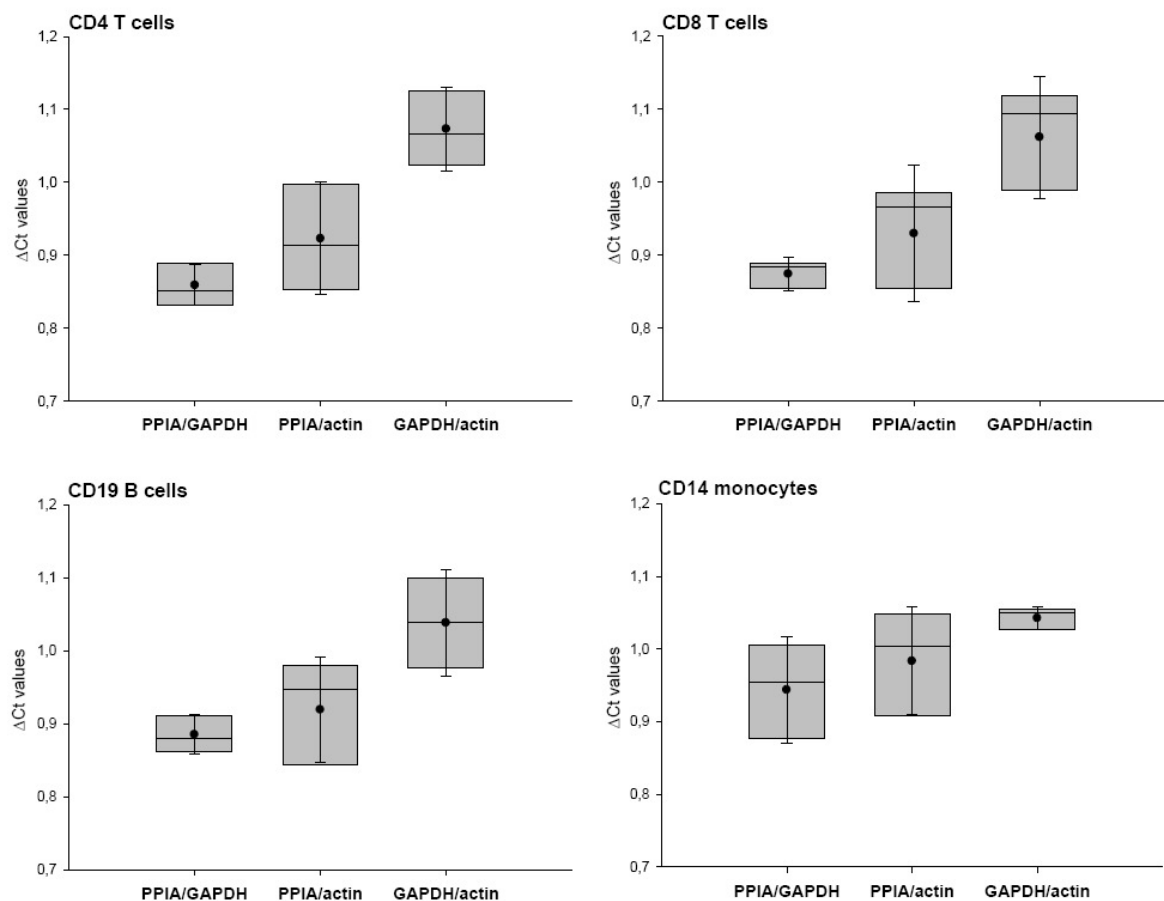 CD4 T cells
1,2
1,1
1,0
0,9
0,8
0,7
ΔCt values
PPIA/GAPDH PPIA/actin GAPDH/actin
CD8 T cells
1,2
1,1
1,0
0,9
0,8
0,7
ΔCt values
PPIA/GAPDH PPIA/actin GAPDH/actin
CD19 B cells
1,2
1,1
1,0
0,9
0,8
0,7
ΔCt values
PPIA/GAPDH PPIA/actin GAPDH/actin
CD14 monocytes
1,2
1,1
1,0
0,9
0,8
0,7
ΔCt values
PPIA/GAPDH PPIA/actin GAPDH/actin